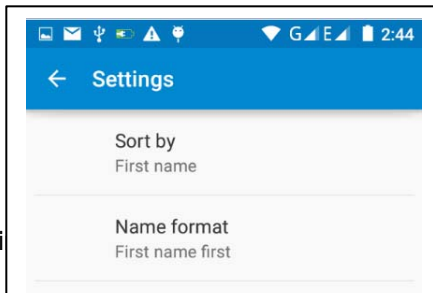 G E 2:44
Settings
Sort by
First name
Name format
i
First name first